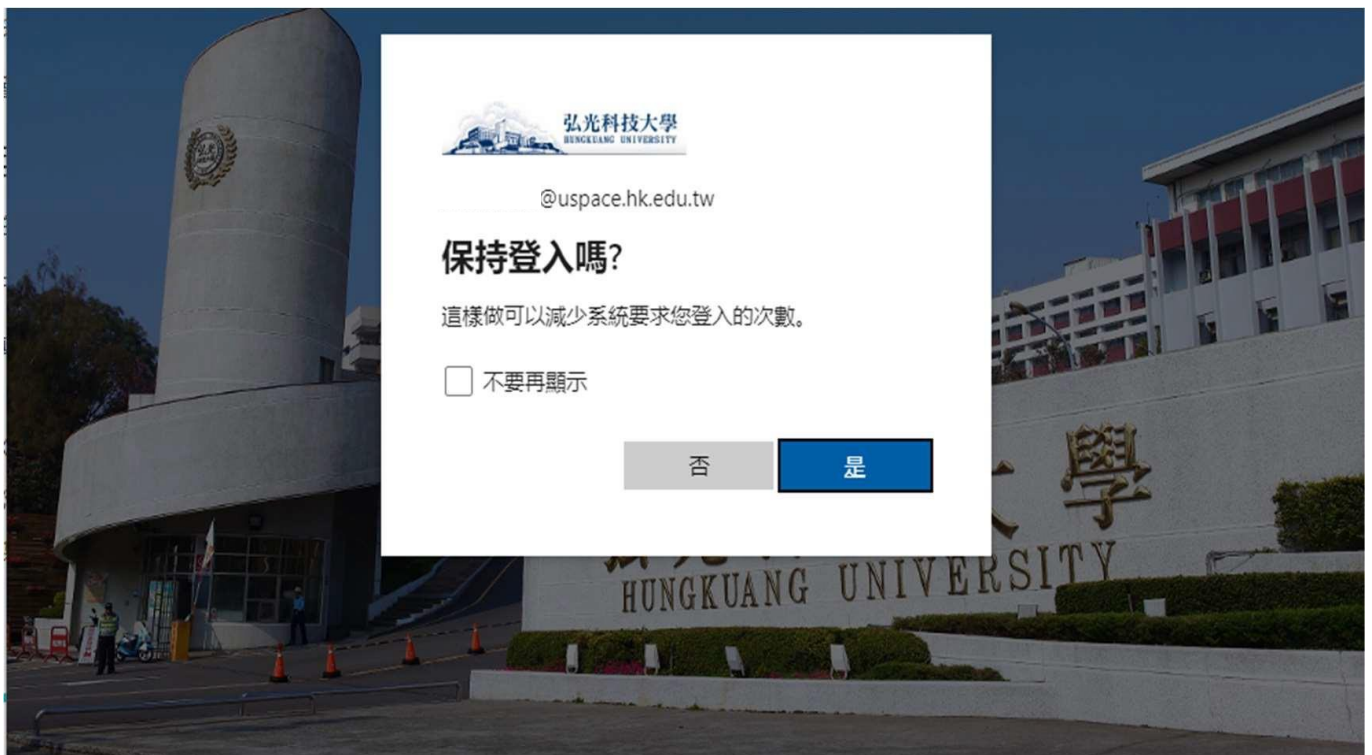 弘光科技大學
HUNGKUANG UNIVERSITY
@uspace.hk.edu.tw
保持登入嗎?
這樣做可以減少系統要求您登入的次數。
不要再顯示
否
是
大學
HUNGKUANG UNIVERSITY